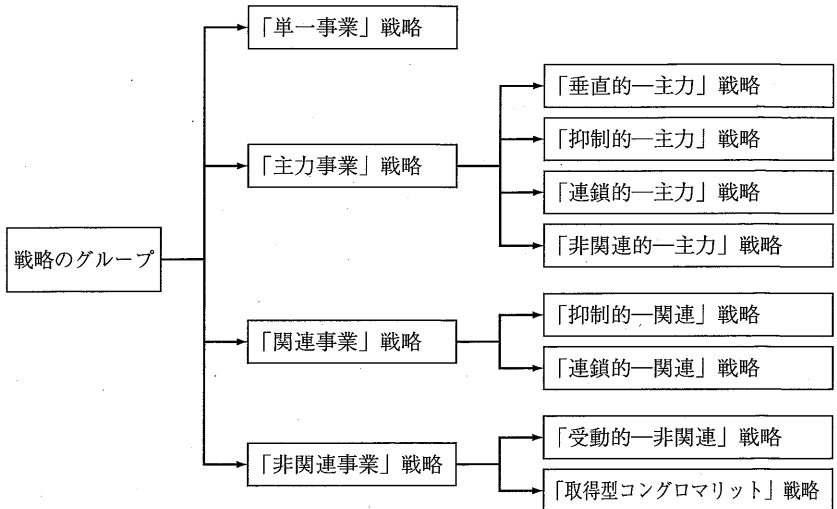 「単一事業」戦略
「垂直的―主力」戦略
「抑制的―主力」戦略
「主力事業」戦略
「連鎖的―主力」戦略
「非関連的―主力」戦略
戦略のグループ
「抑制的―関連」戦略
「関連事業」戦略
「連鎖的―関連」戦略
「受動的―非関連」戦略
「非関連事業」戦略
「取得型コングロマリット」戦略